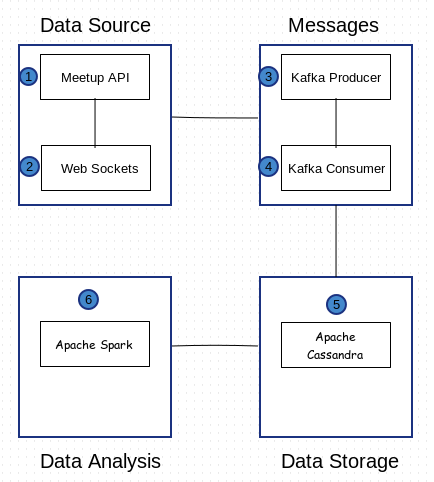 Data Source
Messages
1
Meetup API
3
Kafka Producer
2
Web Sockets
4
Kafka Consumer
6
Apache Spark
5
Apache
Cassandra
Data Analysis
Data Storage